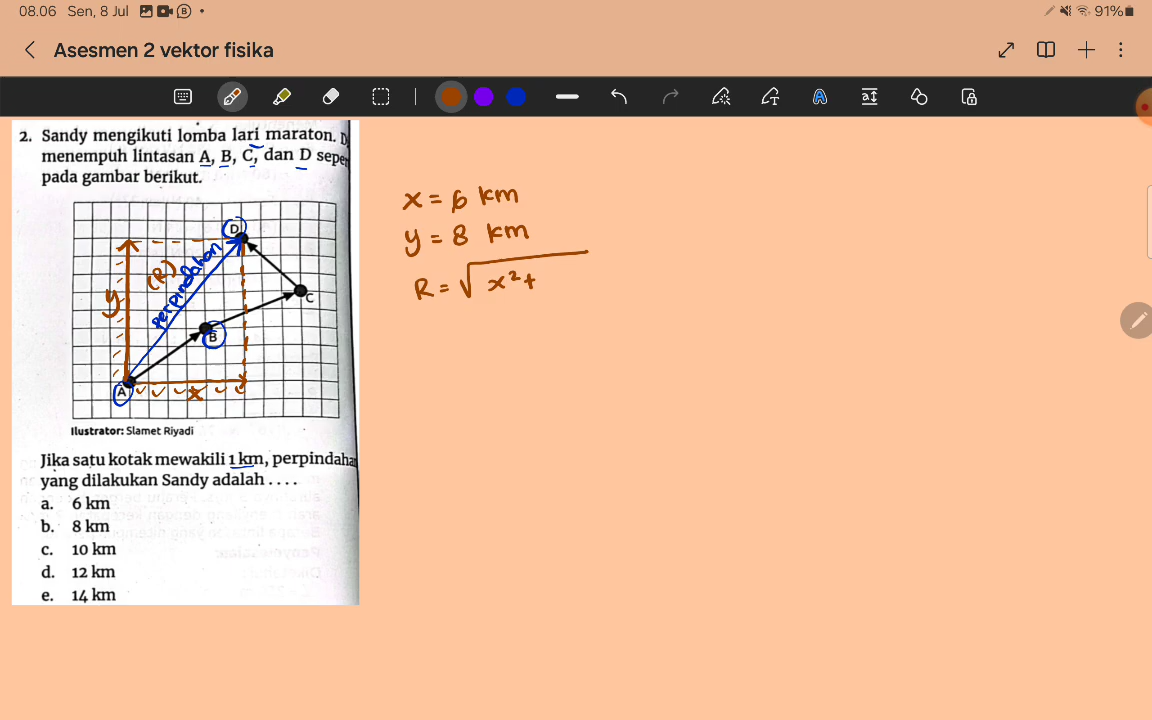 08.06 Sen, 8 Jul
91%
Asesmen 2 vektor fisika
2. Sandy mengikuti lomba lari maraton.
menempuh lintasan A, B, C, dan D sepe
pada gambar berikut.
D
(R)
perpindahan
y
C
B
A
x
Ilustrator: Slamet Riyadi
Jika satu kotak mewakili 1 km, perpindaha
yang dilakukan Sandy adalah . . . .
a. 6 km
b. 8 km
c. 10 km
d. 12 km
e. 14 km
x = 6 km
y = 8 km
R = √ x² +